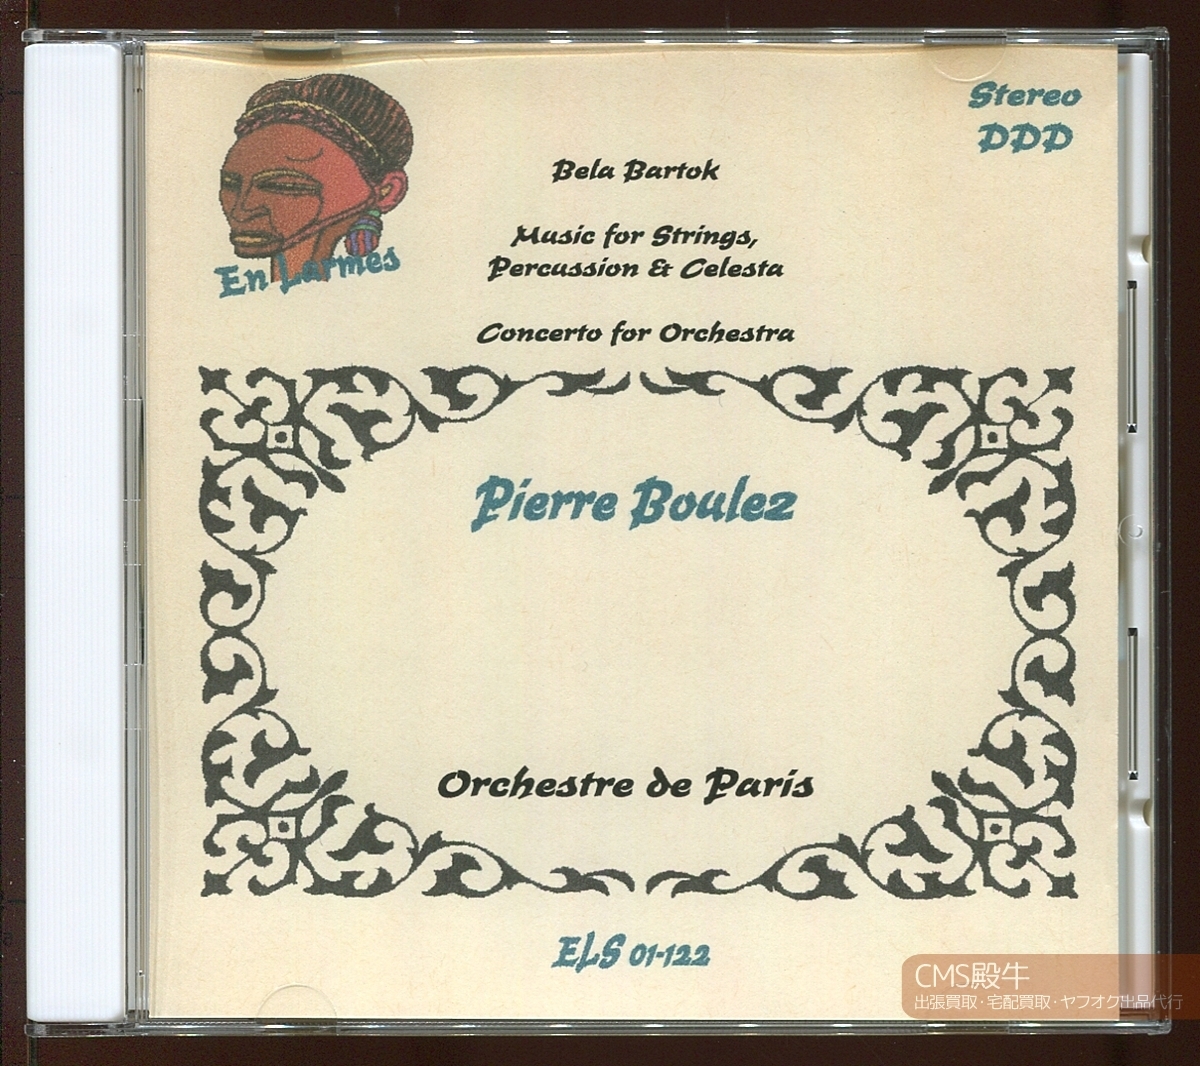 Stereo
DDD
En Larmes
Bela Bartok
Music for Strings,
Percussion & Celesta
Concerto for Orchestra
Pierre Boulez
Orchestre de Paris
ELS 01-122
CMS殿牛
出張買取・宅配買取・ヤフオク出品代行